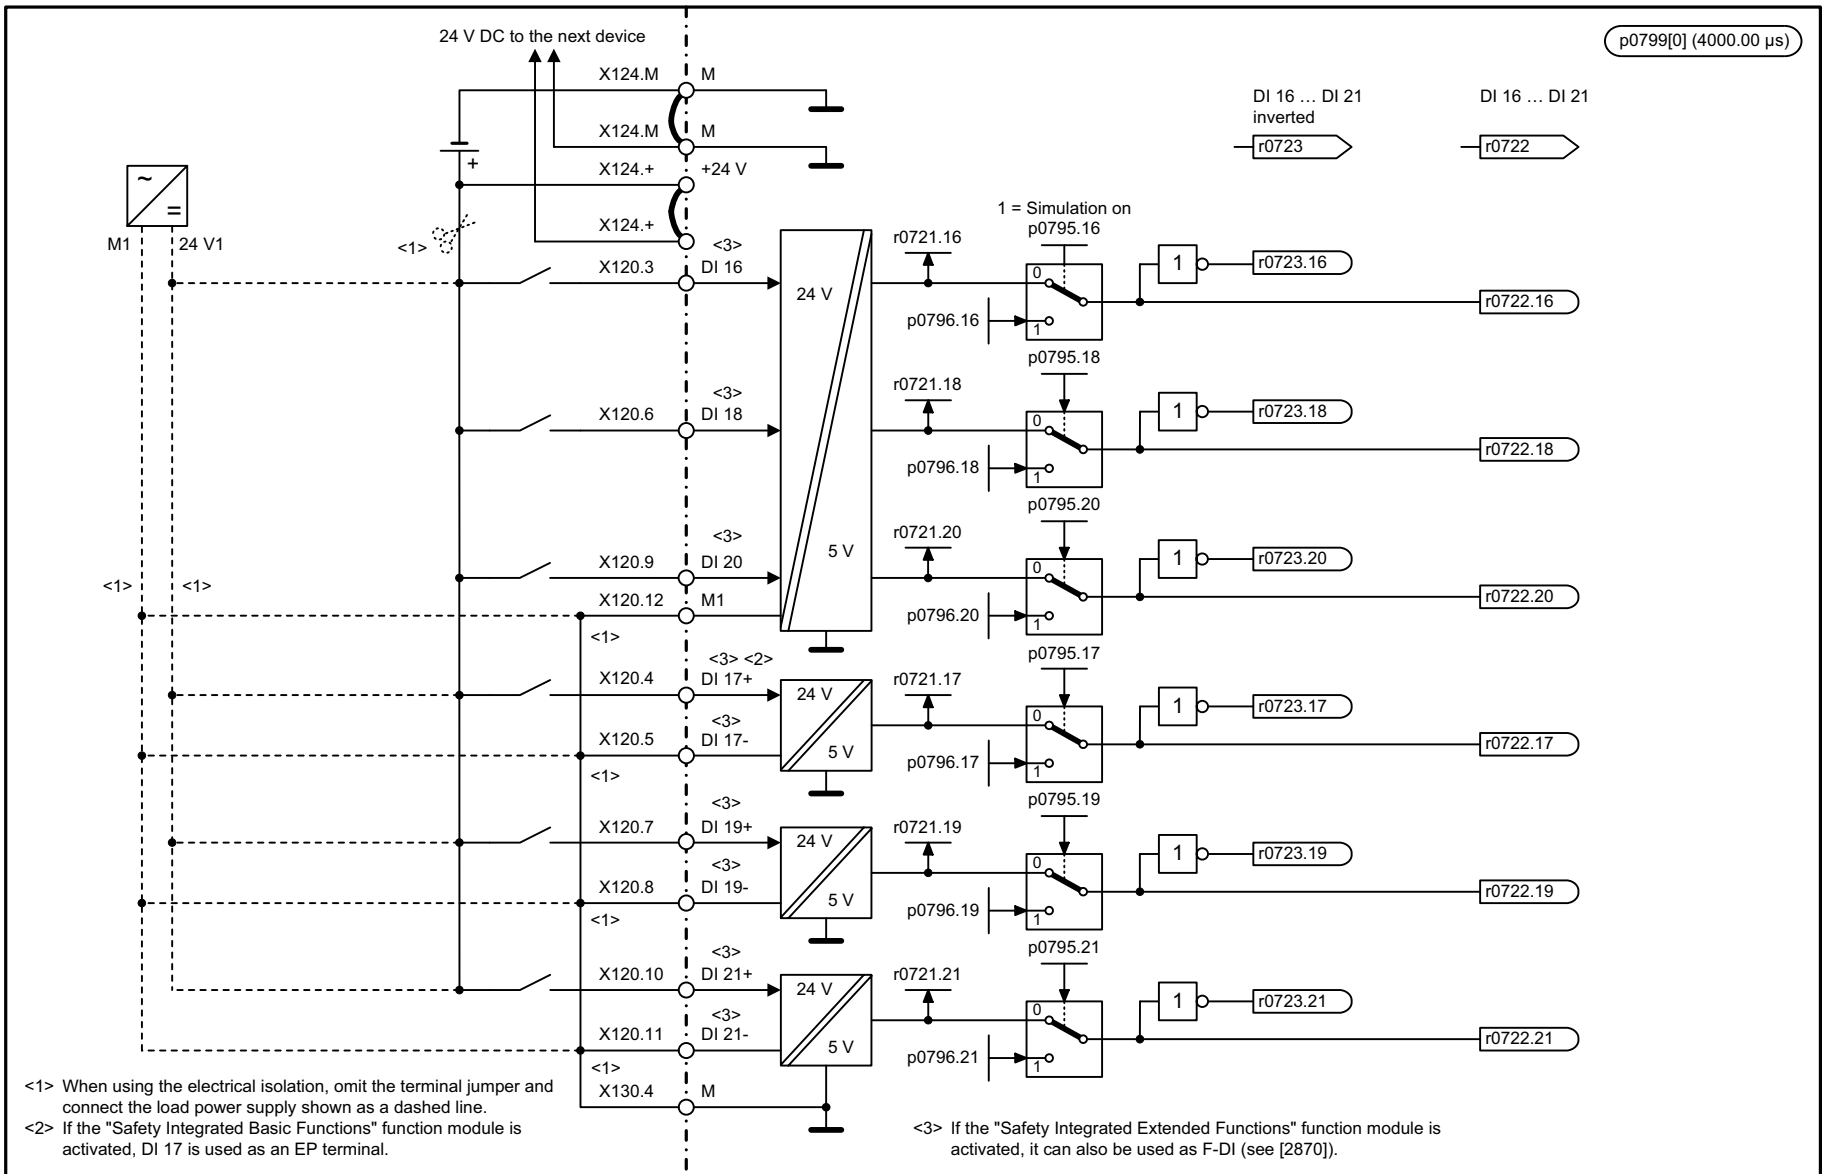 24 V DC to the next device
p0799[0] (4000.00 µs)
X124.M M
DI 16 … DI 21
inverted
DI 16 … DI 21
X124.M M
r0723
r0722
+
X124.+ +24 V
~
=
1 = Simulation on
M1 24 V1
<1>
X124.+
<3>
r0721.16
p0795.16
X120.3 DI 16
24 V
0
1
r0723.16
r0722.16
p0796.16
1
p0795.18
<3>
r0721.18
X120.6 DI 18
0
1
r0723.18
r0722.18
p0796.18
1
p0795.20
<3>
r0721.20
5 V
X120.9 DI 20
0
1
r0723.20
<1> <1>
X120.12 M1
r0722.20
p0796.20
1
<1>
p0795.17
<3> <2>
r0721.17
X120.4 DI 17+
24 V
0
1
r0723.17
<3>
X120.5 DI 17-
5 V
r0722.17
p0796.17
1
<1>
p0795.19
<3>
r0721.19
X120.7 DI 19+
24 V
0
1
r0723.19
<3>
X120.8 DI 19-
5 V
r0722.19
p0796.19
1
<1>
p0795.21
<3>
r0721.21
X120.10 DI 21+
24 V
0
1
r0723.21
<3>
X120.11 DI 21-
5 V
r0722.21
p0796.21
1
<1>
X130.4 M
<1> When using the electrical isolation, omit the terminal jumper and
connect the load power supply shown as a dashed line.
<2> If the "Safety Integrated Basic Functions" function module is
activated, DI 17 is used as an EP terminal.
<3> If the "Safety Integrated Extended Functions" function module is
activated, it can also be used as F-DI (see [2870]).